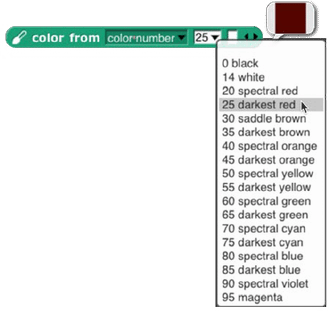 color from color number 25
0 black
14 white
20 spectral red
25 darkest red
30 saddle brown
35 darkest brown
40 spectral orange
45 darkest orange
50 spectral yellow
55 darkest yellow
60 spectral green
65 darkest green
70 spectral cyan
75 darkest cyan
80 spectral blue
85 darkest blue
90 spectral violet
95 magenta